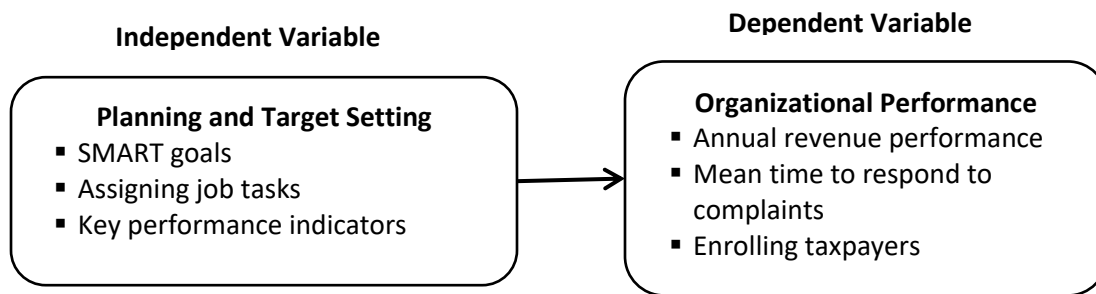 Independent Variable
Dependent Variable
Planning and Target Setting
▪ SMART goals
▪ Assigning job tasks
▪ Key performance indicators
Organizational Performance
▪ Annual revenue performance
▪ Mean time to respond to
complaints
▪ Enrolling taxpayers